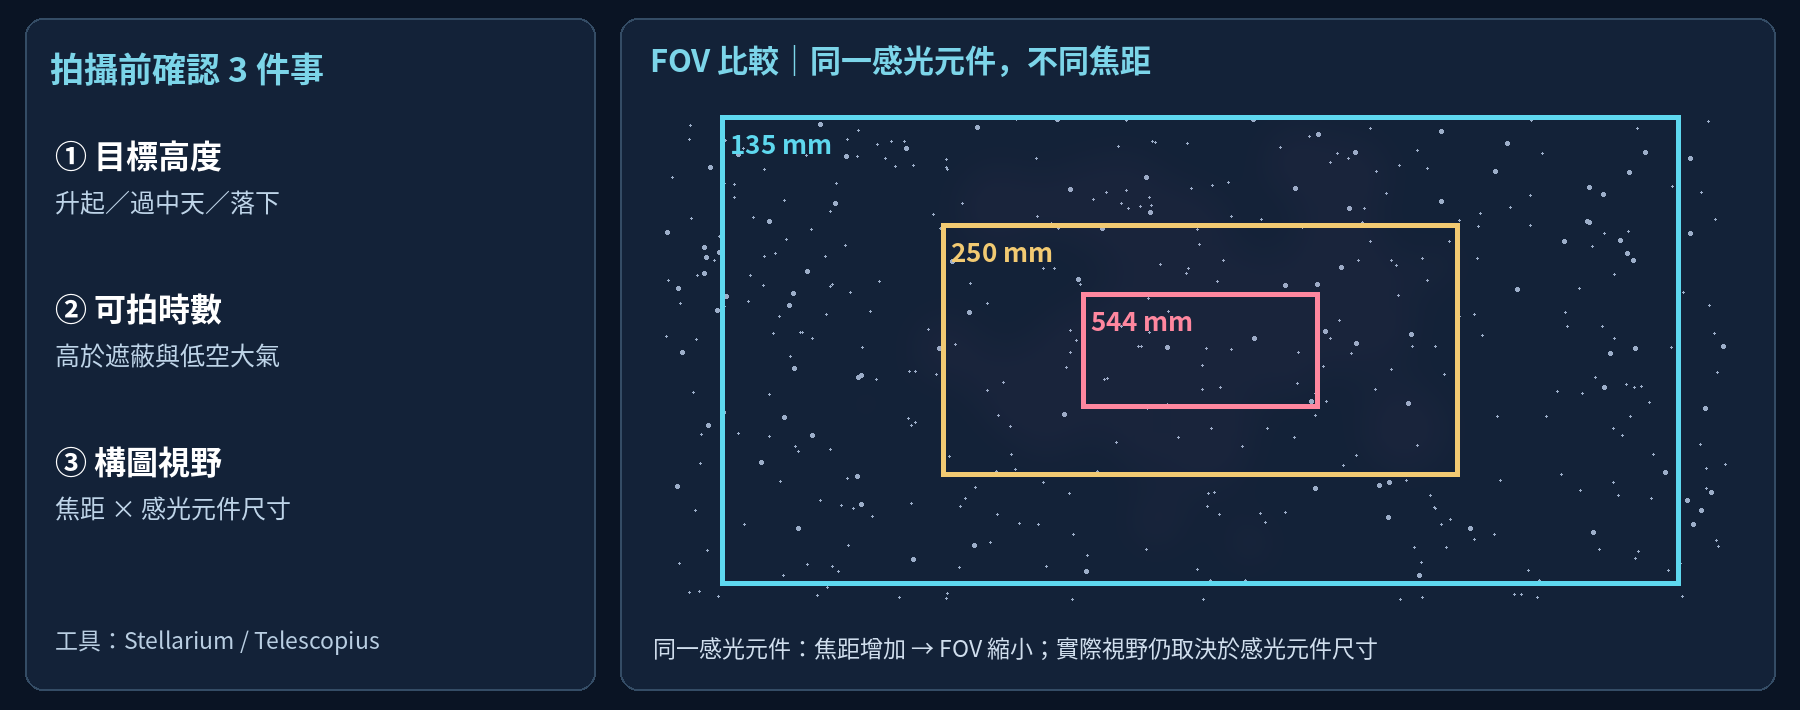 拍攝前確認 3 件事
① 目標高度
升起／過中天／落下
② 可拍時數
高於遮蔽與低空大氣
③ 構圖視野
焦距 × 感光元件尺寸
工具：Stellarium / Telescopius
FOV 比較｜同一感光元件，不同焦距
135 mm
250 mm
544 mm
同一感光元件：焦距增加 → FOV 縮小；實際視野仍取決於感光元件尺寸